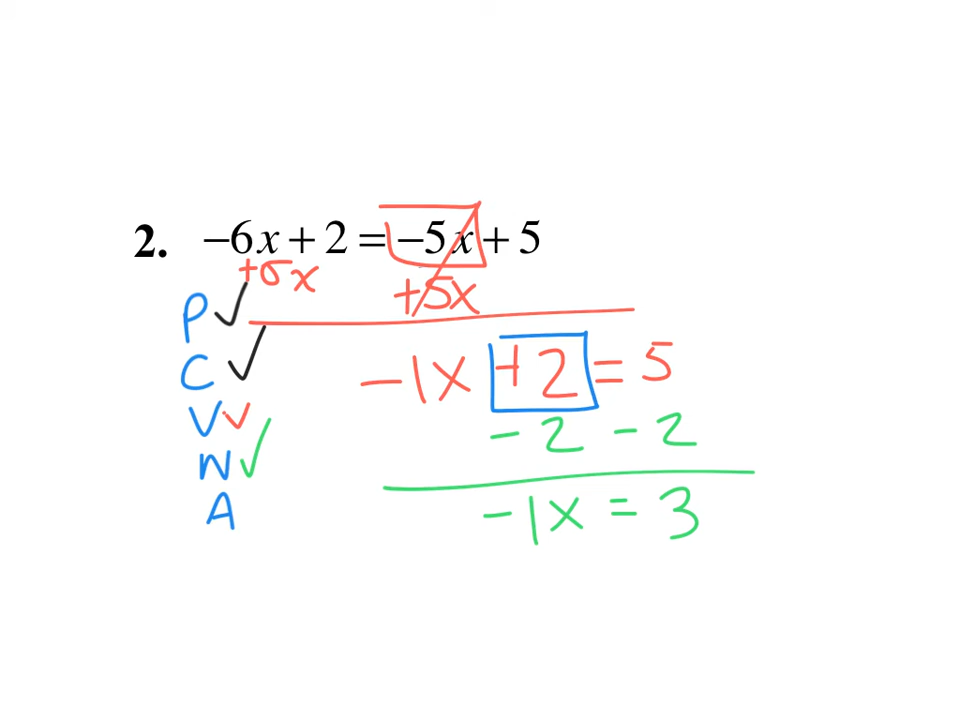 2. −6x + 2 = −5x + 5
+5x +5x
P ✓
C ✓ -1x +2 = 5
V ✓ - 2 - 2
N ✓
A -1x = 3